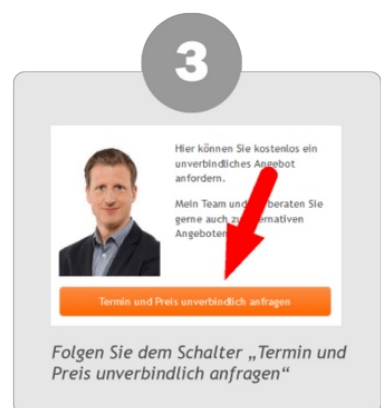 3
Hier können Sie kostenlos ein
unverbindliches Angebot
anfordern.
Mein Team und beraten Sie
gerne auch zu
Angeboten
Termin und Preis unverbindlich anfragen
Folgen Sie dem Schalter „Termin und
Preis unverbindlich anfragen“